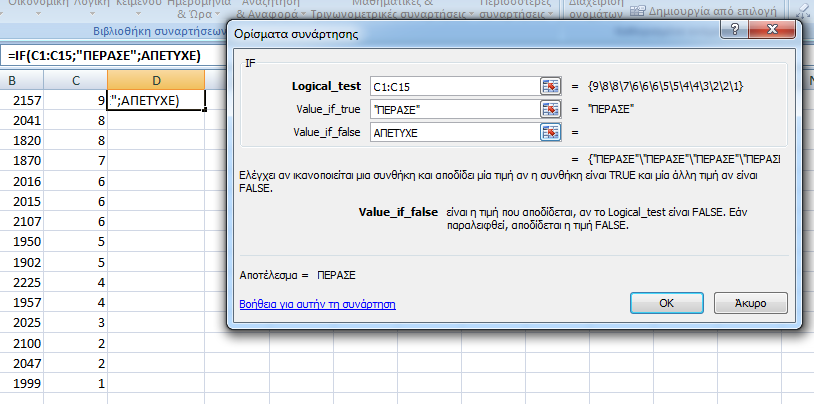 Οικονομική Λογική Κειμένου Ημερομηνία & Ώρα Αναζήτηση & Αναφορά Μαθηματικές & Τριγωνομετρικές συναρτήσεις Περισσότερες συναρτήσεις
Διαχείριση ονομάτων
Δημιουργία από επιλογή
Βιβλιοθήκη συναρτήσεων
=IF(C1:C15;"ΠΕΡΑΣΕ";ΑΠΕΤΥΧΕ)
B C D
2157 9 :";ΑΠΕΤΥΧΕ)
2041 8
1820 8
1870 7
2016 6
2015 6
2107 6
1950 5
1902 5
2225 4
1957 4
2025 3
2100 2
2047 2
1999 1
Ορίσματα συνάρτησης
IF
Logical_test C1:C15 = {9\8\8\7\6\6\6\5\5\4\4\3\2\2\1}
Value_if_true "ΠΕΡΑΣΕ" = "ΠΕΡΑΣΕ"
Value_if_false ΑΠΕΤΥΧΕ =
= {"ΠΕΡΑΣΕ"\"ΠΕΡΑΣΕ"\"ΠΕΡΑΣΕ"\"ΠΕΡΑΣΙ
Ελέγχει αν ικανοποιείται μια συνθήκη και αποδίδει μία τιμή αν η συνθήκη είναι TRUE και μία άλλη τιμή αν είναι
FALSE.
Value_if_false είναι η τιμή που αποδίδεται, αν το Logical_test είναι FALSE. Εάν
παραλειφθεί, αποδίδεται η τιμή FALSE.
Αποτέλεσμα = ΠΕΡΑΣΕ
Βοήθεια για αυτήν τη συνάρτηση
OK Άκυρο